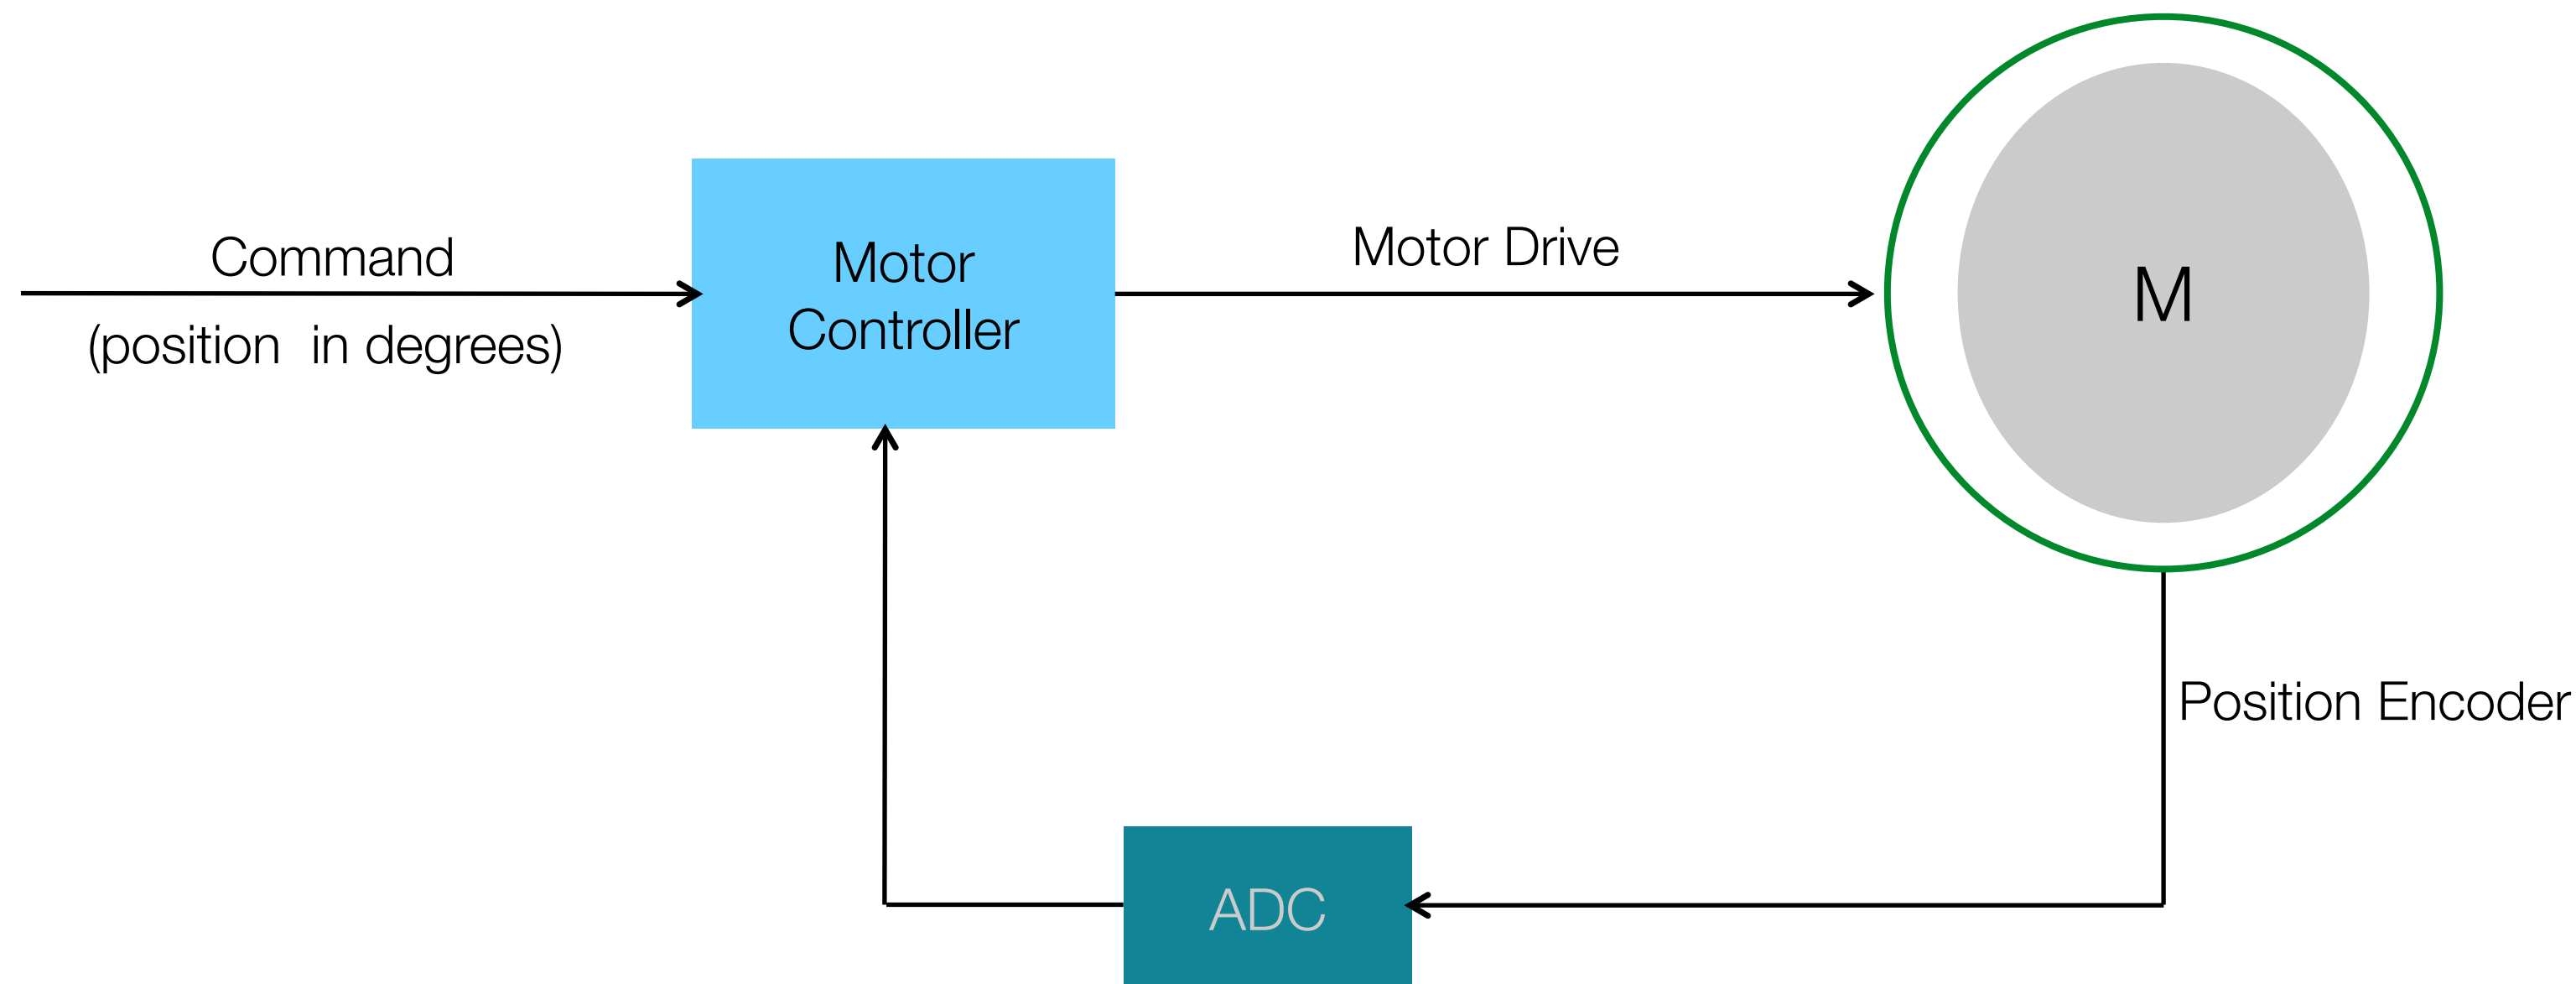 Command
(position in degrees)
Motor
Controller
Motor Drive
M
Position Encoder
ADC